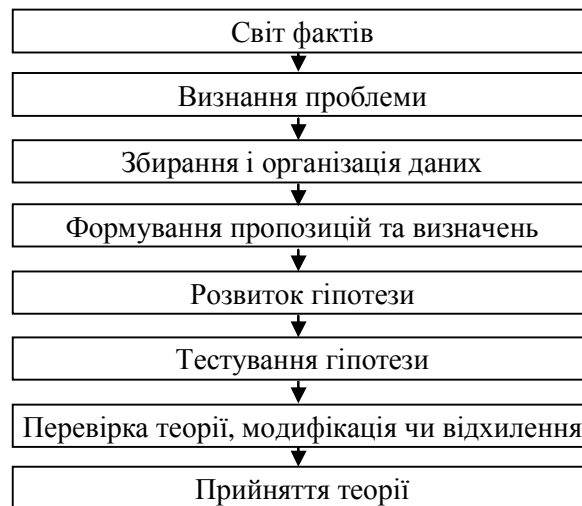 Світ фактів
Визнання проблеми
Збирання і організація даних
Формування пропозицій та визначень
Розвиток гіпотези
Тестування гіпотези
Перевірка теорії, модифікація чи відхилення
Прийняття теорії